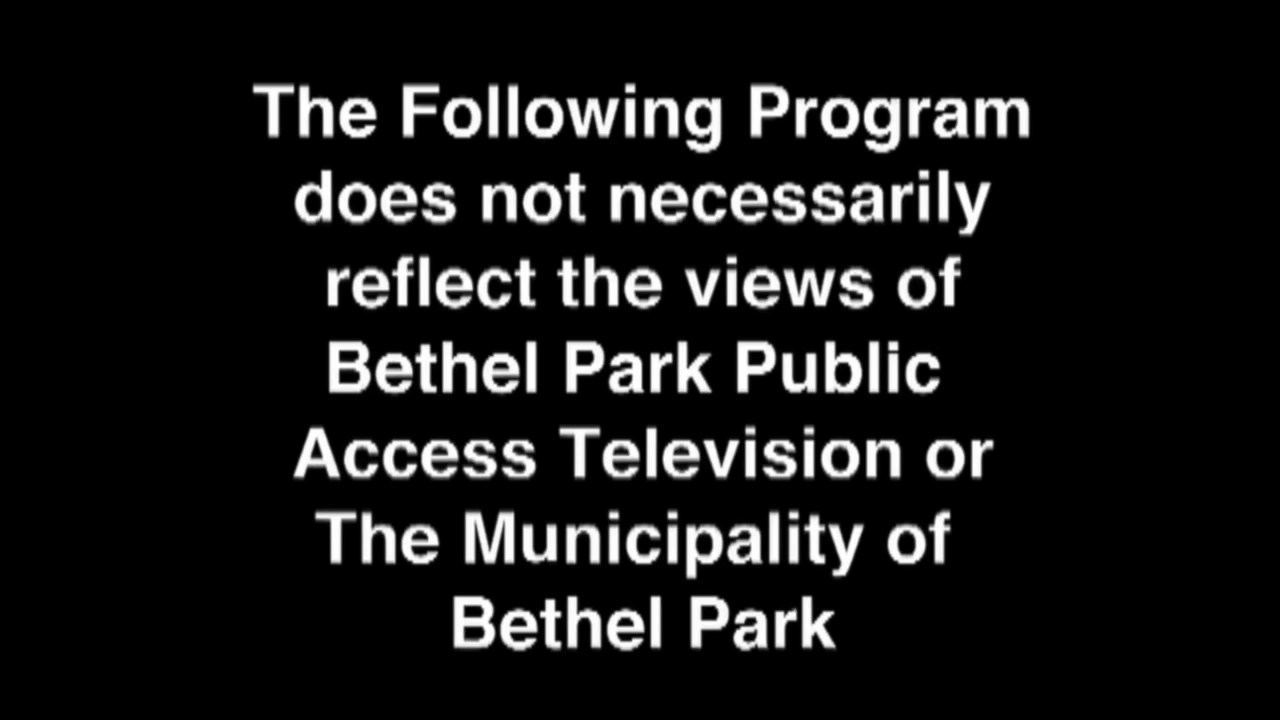 The Following Program
does not necessarily
reflect the views of
Bethel Park Public
Access Television or
The Municipality of
Bethel Park